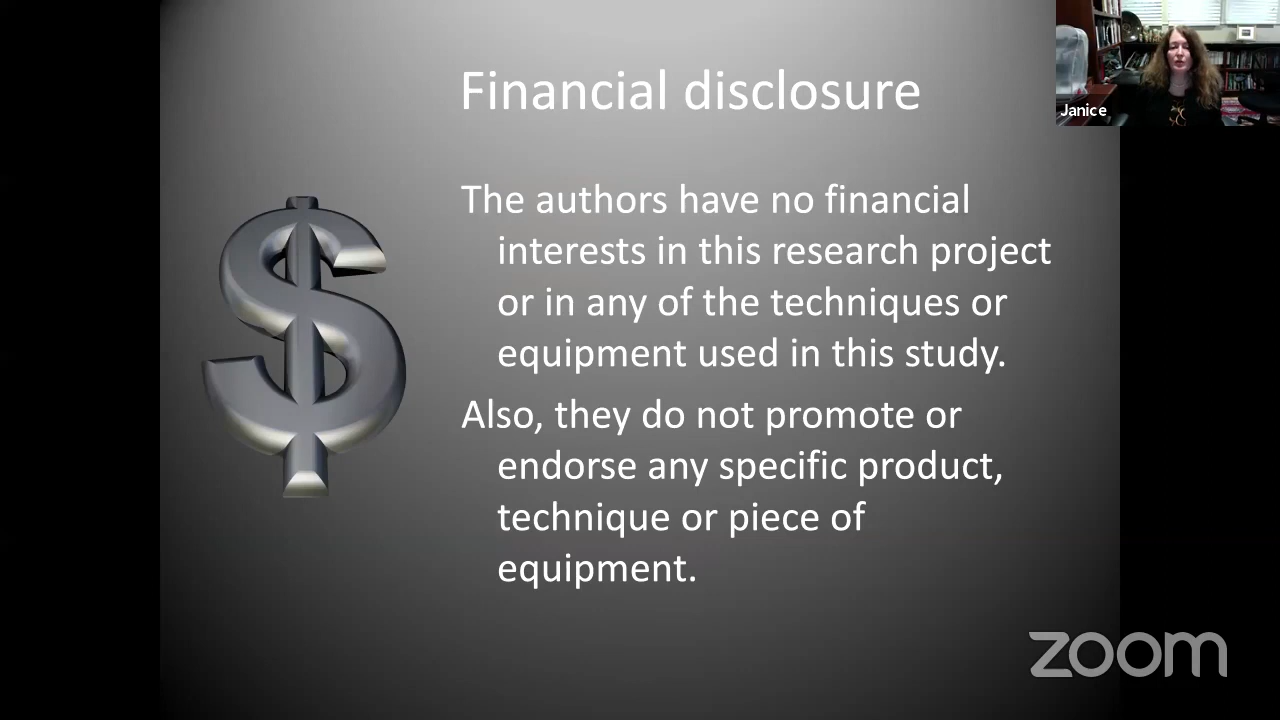 Financial disclosure
Janice
The authors have no financial
interests in this research project
or in any of the techniques or
equipment used in this study.
Also, they do not promote or
endorse any specific product,
technique or piece of
equipment.
zoom